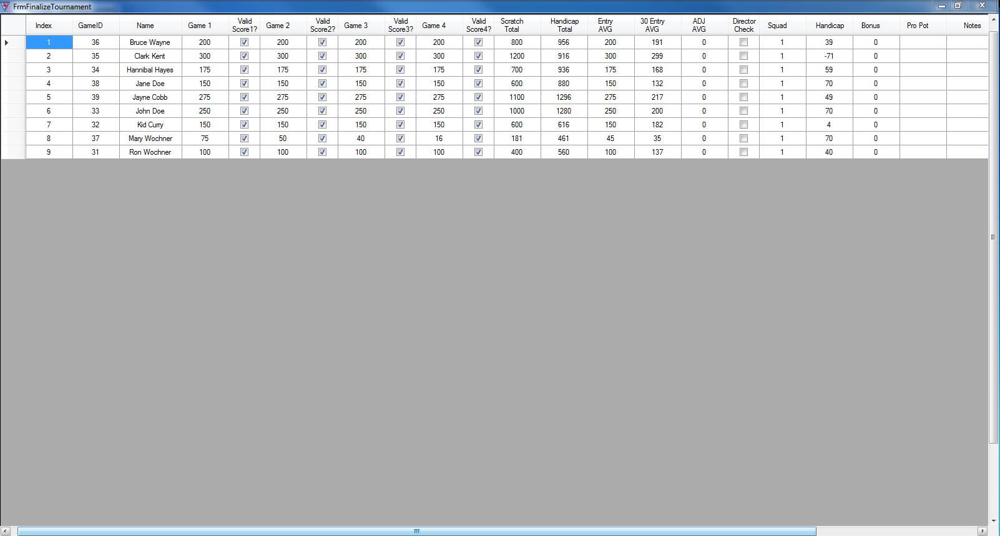 FrmFinalizeTournament
Index GameID Name Game 1 Valid Score1? Game 2 Valid Score2? Game 3 Valid Score3? Game 4 Valid Score4? Scratch Total Handicap Total Entry AVG 30 Entry AVG ADJ AVG Director Check Squad Handicap Bonus Pro Pot Notes
1 36 Bruce Wayne 200 200 200 200 800 956 200 191 0 1 39 0
2 35 Clark Kent 300 300 300 300 1200 916 300 299 0 1 -71 0
3 34 Hannibal Hayes 175 175 175 175 700 936 175 168 0 1 59 0
4 38 Jane Doe 150 150 150 150 600 880 150 132 0 1 70 0
5 39 Jayne Cobb 275 275 275 275 1100 1296 275 217 0 1 49 0
6 33 John Doe 250 250 250 250 1000 1280 250 200 0 1 70 0
7 32 Kid Curry 150 150 150 150 600 616 150 182 0 1 4 0
8 37 Mary Wochner 75 50 40 16 181 461 45 35 0 1 70 0
9 31 Ron Wochner 100 100 100 100 400 560 100 137 0 1 40 0